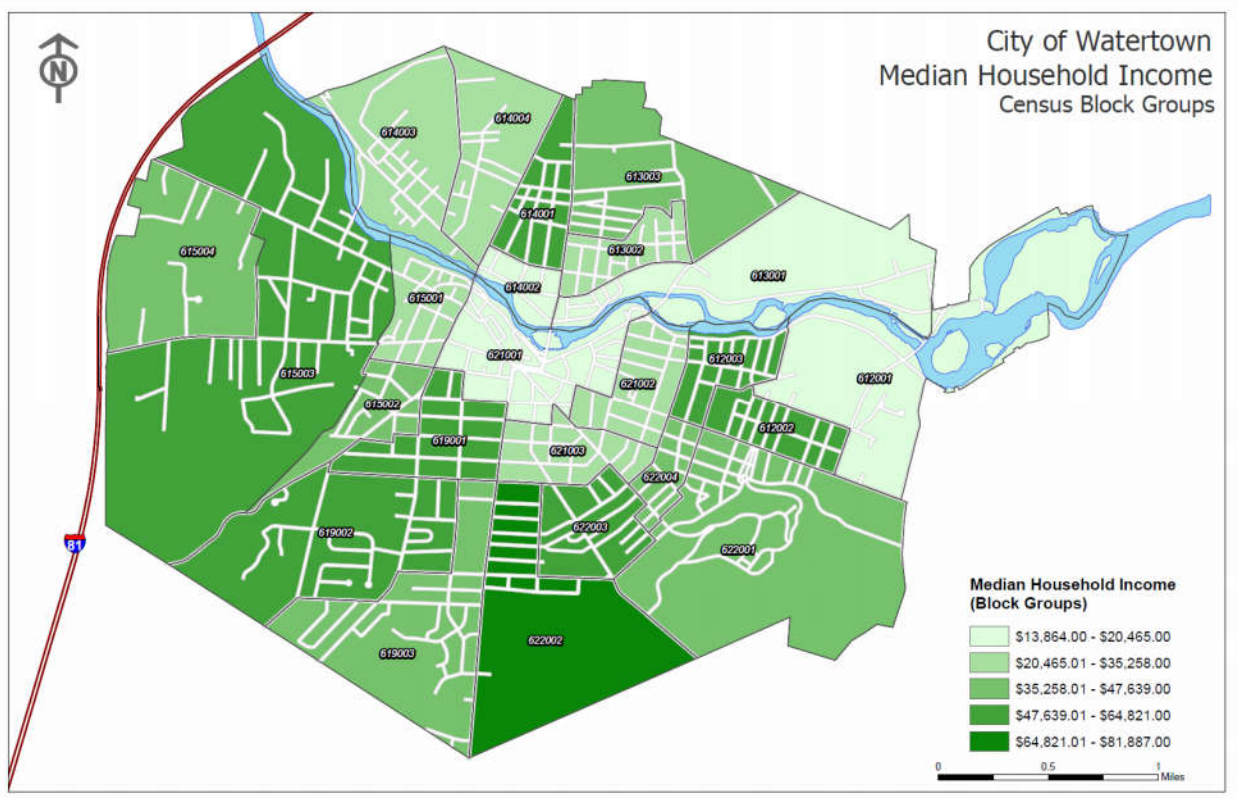 City of Watertown
Median Household Income
Census Block Groups
N
614003
614004
613003
614001
613002
615004
613001
614002
615001
621001
612003
615003
621002
612001
615002
612002
619001
621003
622004
619002
622003
622001
81
622002
619003
Median Household Income
(Block Groups)
$13,864.00 - $20,465.00
$20,465.01 - $35,258.00
$35,258.01 - $47,639.00
$47,639.01 - $64,821.00
$64,821.01 - $81,887.00
0 0.5 1
Miles